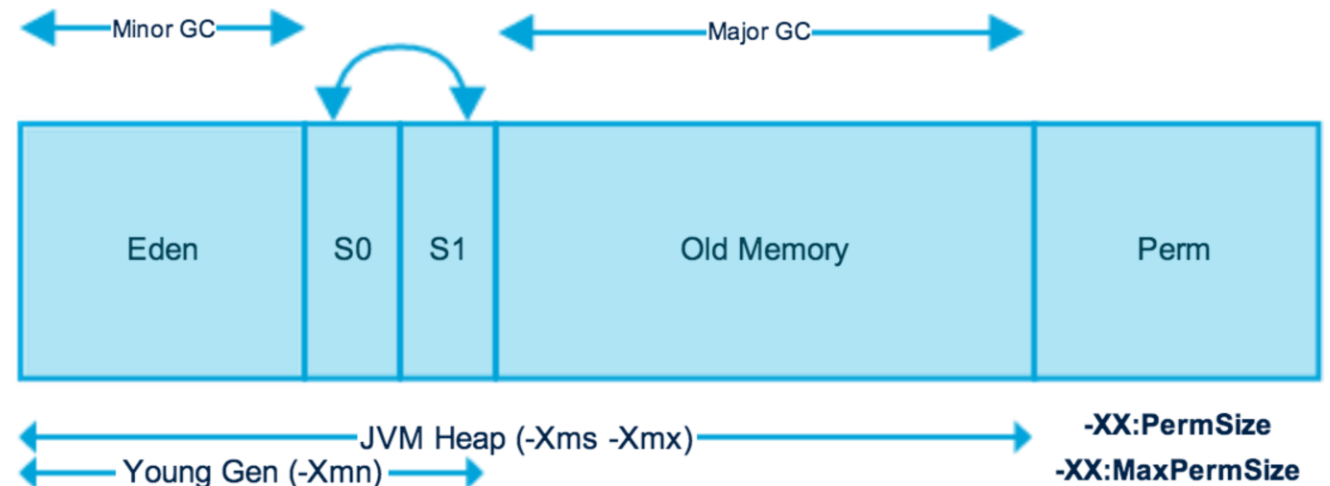 Minor GC
Major GC
Eden
S0
S1
Old Memory
Perm
JVM Heap (-Xms -Xmx)
-XX:PermSize
Young Gen (-Xmn)
-XX:MaxPermSize